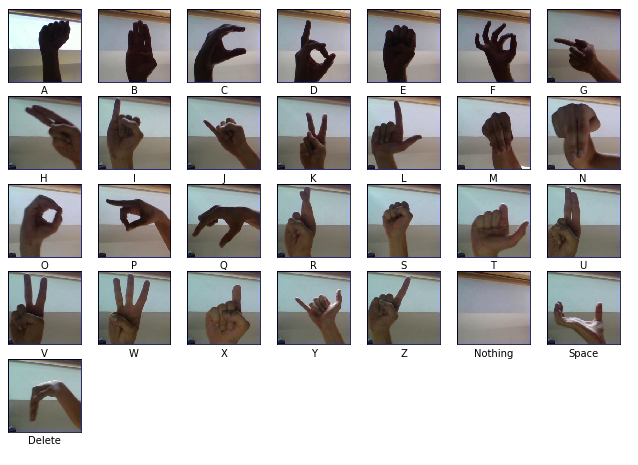 A B C D E F G
H I J K L M N
O P Q R S T U
V W X Y Z Nothing Space
Delete